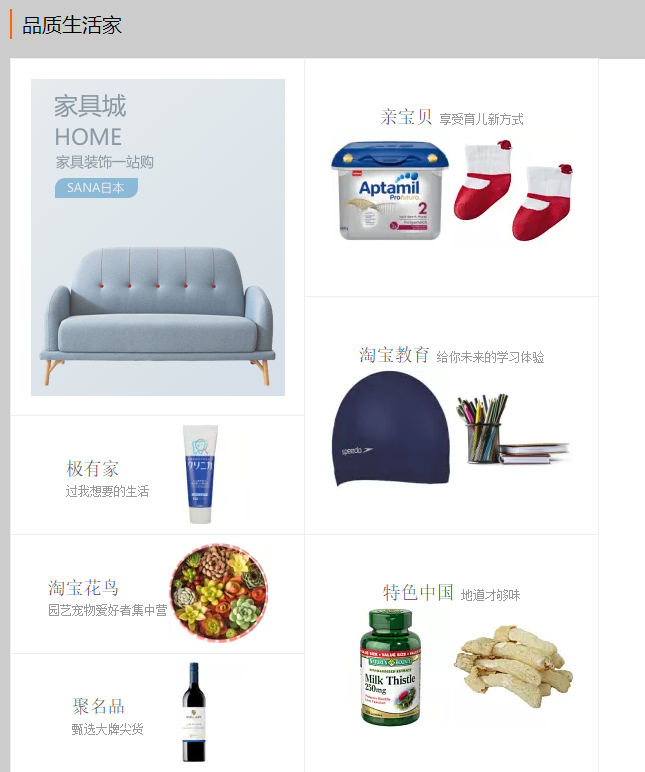 品质生活家
家具城
HOME
家具装饰一站购
SANA日本
极有家
过我想要的生活
クリニカ
淘宝花鸟
园艺宠物爱好者集中营
聚名品
甄选大牌尖货
亲宝贝 享受育儿新方式
Aptamil
Profutura
2
淘宝教育 给你未来的学习体验
speedo
特色中国 地道才够味
NATURE'S BOUNTY
Milk Thistle
250mg